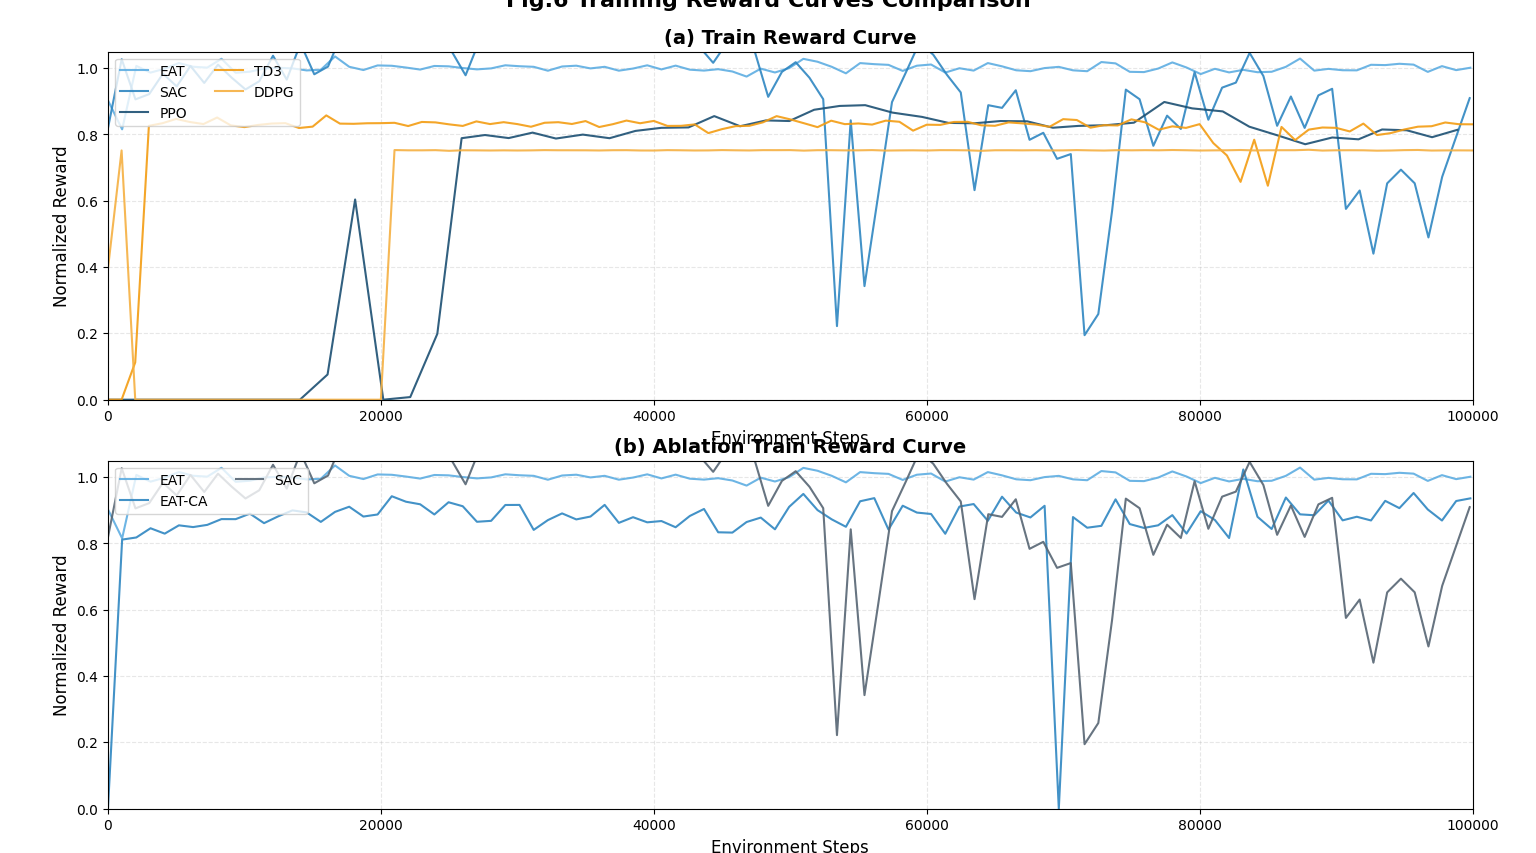 Fig.6 Training Reward Curves Comparison
(a) Train Reward Curve
Normalized Reward
1.0
0.8
0.6
0.4
0.2
0.0
EAT
SAC
PPO
TD3
DDPG
0 20000 40000 60000 80000 100000
Environment Steps
(b) Ablation Train Reward Curve
Normalized Reward
1.0
0.8
0.6
0.4
0.2
0.0
EAT
EAT-CA
SAC
0 20000 40000 60000 80000 100000
Environment Steps